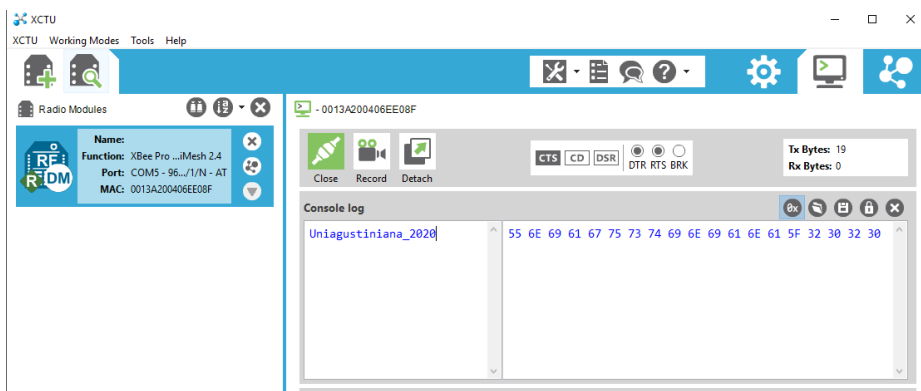 XCTU
XCTU Working Modes Tools Help
Radio Modules
- 0013A200406EE08F
Name:
Function: XBee Pro ...iMesh 2.4
Port: COM5 - 96.../1/N - AT
MAC: 0013A200406EE08F
RF
R DM
Close Record Detach
CTS CD DSR DTR RTS BRK
Tx Bytes: 19
Rx Bytes: 0
Console log
0x
Uniagustiniana_2020
55 6E 69 61 67 75 73 74 69 6E 69 61 6E 61 5F 32 30 32 30